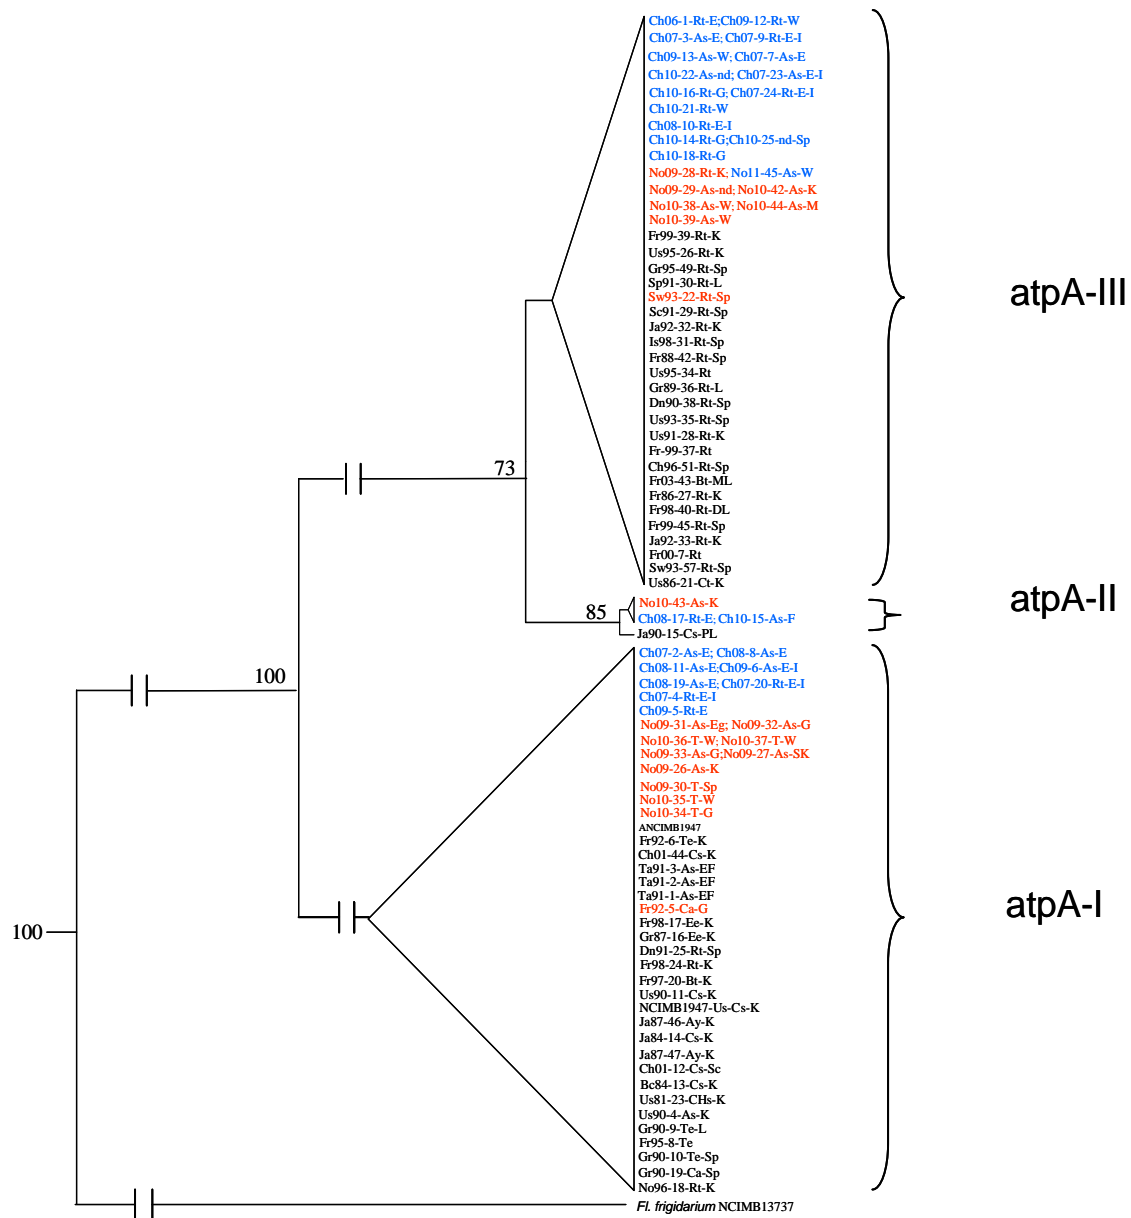 Ch06-1-Rt-E;Ch09-12-Rt-W
Ch07-3-As-E; Ch07-9-Rt-E-I
Ch09-13-As-W; Ch07-7-As-E
Ch10-22-As-nd; Ch07-23-As-E-I
Ch10-16-Rt-G; Ch07-24-Rt-E-I
Ch10-21-Rt-W
Ch08-10-Rt-E-I
Ch10-14-Rt-G;Ch10-25-nd-Sp
Ch10-18-Rt-G
No09-28-Rt-K; No11-45-As-W
No09-29-As-nd; No10-42-As-K
No10-38-As-W; No10-44-As-M
No10-39-As-W
Fr99-39-Rt-K
Us95-26-Rt-K
Gr95-49-Rt-Sp
Sp91-30-Rt-L
Sw93-22-Rt-Sp
Sc91-29-Rt-Sp
Ja92-32-Rt-K
Is98-31-Rt-Sp
Fr88-42-Rt-Sp
Us95-34-Rt
Gr89-36-Rt-L
Dn90-38-Rt-Sp
Us93-35-Rt-Sp
Us91-28-Rt-K
Fr-99-37-Rt
Ch96-51-Rt-Sp
Fr03-43-Bt-ML
Fr86-27-Rt-K
Fr98-40-Rt-DL
Fr99-45-Rt-Sp
Ja92-33-Rt-K
Fr00-7-Rt
Sw93-57-Rt-Sp
Us86-21-Ct-K
atpA-III
73
No10-43-As-K
Ch08-17-Rt-E; Ch10-15-As-F
Ja90-15-Cs-PL
85
atpA-II
100
Ch07-2-As-E; Ch08-8-As-E
Ch08-11-As-E;Ch09-6-As-E-I
Ch08-19-As-E; Ch07-20-Rt-E-I
Ch07-4-Rt-E-I
Ch09-5-Rt-E
No09-31-As-Eg; No09-32-As-G
No10-36-T-W; No10-37-T-W
No09-33-As-G;No09-27-As-SK
No09-26-As-K
No09-30-T-Sp
No10-35-T-W
No10-34-T-G
ANCIMB1947
Fr92-6-Te-K
Ch01-44-Cs-K
Ta91-3-As-EF
Ta91-2-As-EF
Ta91-1-As-EF
Fr92-5-Ca-G
Fr98-17-Ee-K
Gr87-16-Ee-K
Dn91-25-Rt-Sp
Fr98-24-Rt-K
Fr97-20-Bt-K
Us90-11-Cs-K
NCIMB1947-Us-Cs-K
Ja87-46-Ay-K
Ja84-14-Cs-K
Ja87-47-Ay-K
Ch01-12-Cs-Sc
Bc84-13-Cs-K
Us81-23-CHs-K
Us90-4-As-K
Gr90-9-Te-L
Fr95-8-Te
Gr90-10-Te-Sp
Gr90-19-Ca-Sp
No96-18-Rt-K
atpA-I
100
Fl. frigidarium NCIMB13737